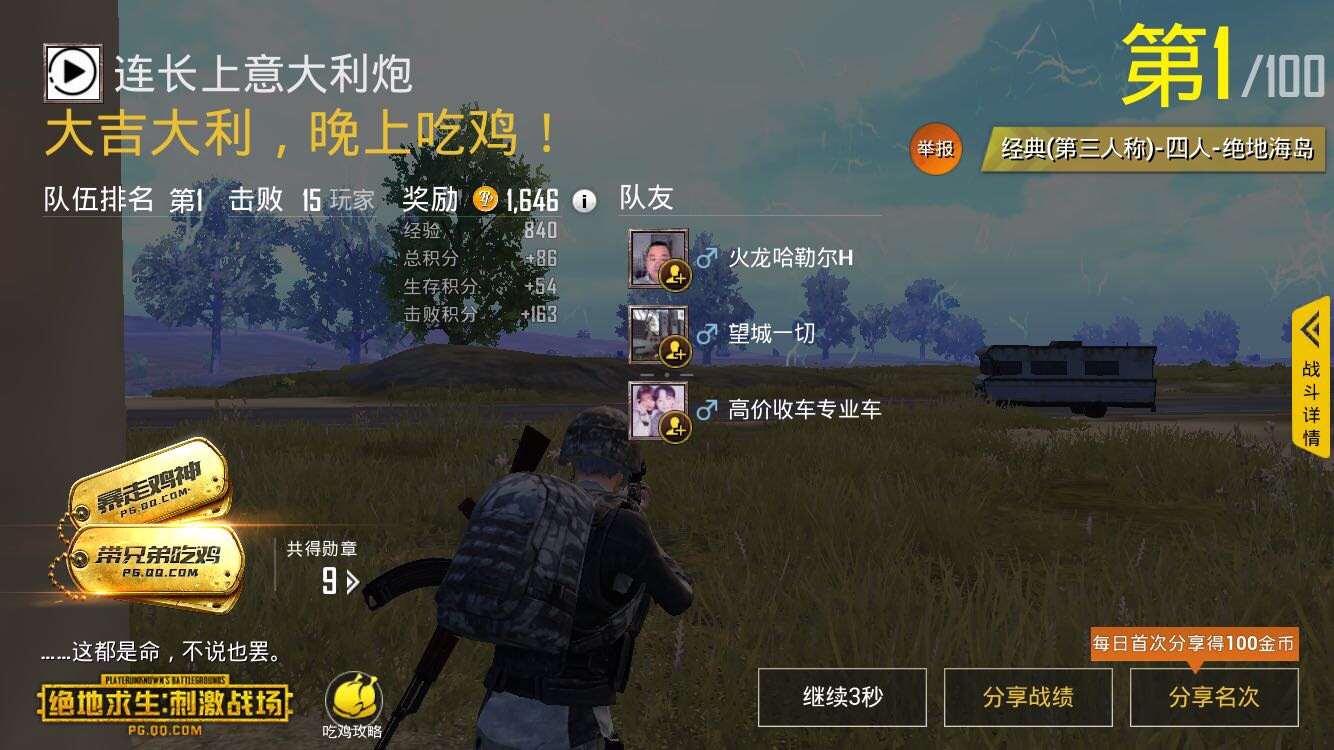 连长上意大利炮
大吉大利，晚上吃鸡！
第1/100
举报
经典(第三人称)-四人-绝地海岛
队伍排名 第1 击败 15 玩家 奖励 1,646 i 队友
经验 840
总积分 +86
生存积分 +54
击败积分 +163
火龙哈勒尔H
望城一切
高价收车专业车
战斗详情
暴走鸡神
PG.QQ.COM
带兄弟吃鸡
PG.QQ.COM
共得勋章
9
……这都是命，不说也罢。
PLAYERUNKNOWN'S BATTLEGROUNDS
绝地求生:刺激战场
PG.QQ.COM
吃鸡攻略
每日首次分享得100金币
继续3秒
分享战绩
分享名次